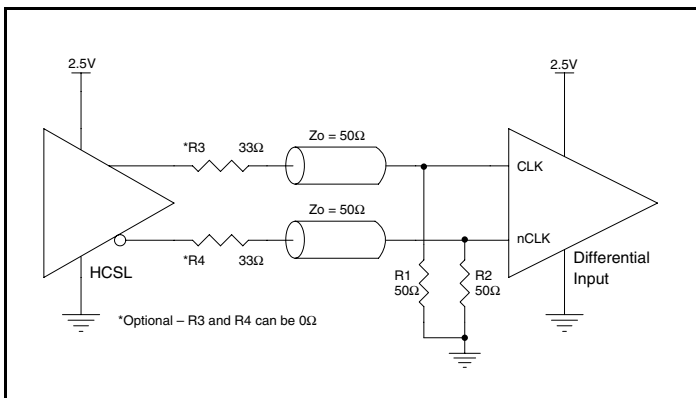 2.5V
2.5V
*R3 33Ω
Zo = 50Ω
CLK
Zo = 50Ω
nCLK
HCSL
*R4 33Ω
R1
50Ω
R2
50Ω
Differential
Input
*Optional – R3 and R4 can be 0Ω